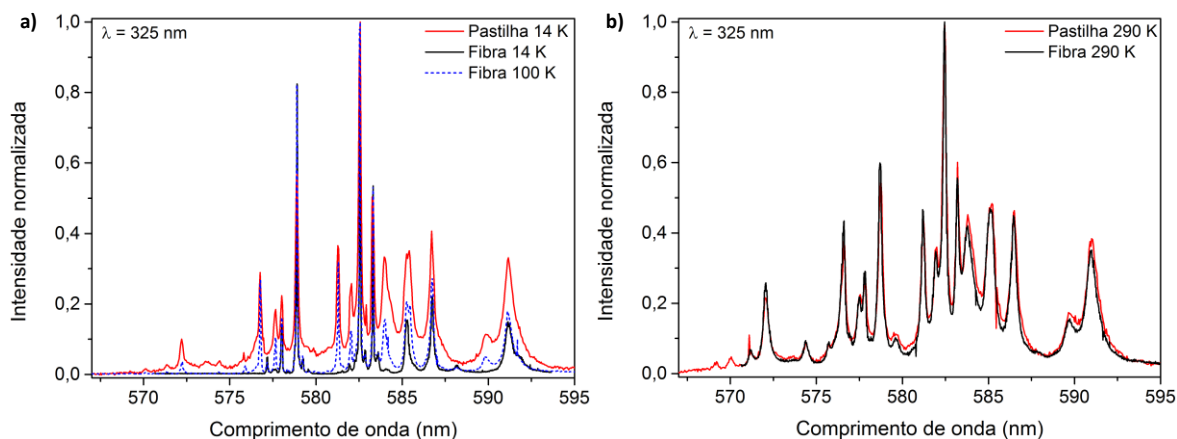 a)
λ = 325 nm
Pastilha 14 K
Fibra 14 K
Fibra 100 K
1,0
0,8
0,6
0,4
0,2
0,0
Intensidade normalizada
570 575 580 585 590 595
Comprimento de onda (nm)
b)
λ = 325 nm
Pastilha 290 K
Fibra 290 K
1,0
0,8
0,6
0,4
0,2
0,0
Intensidade normalizada
570 575 580 585 590 595
Comprimento de onda (nm)